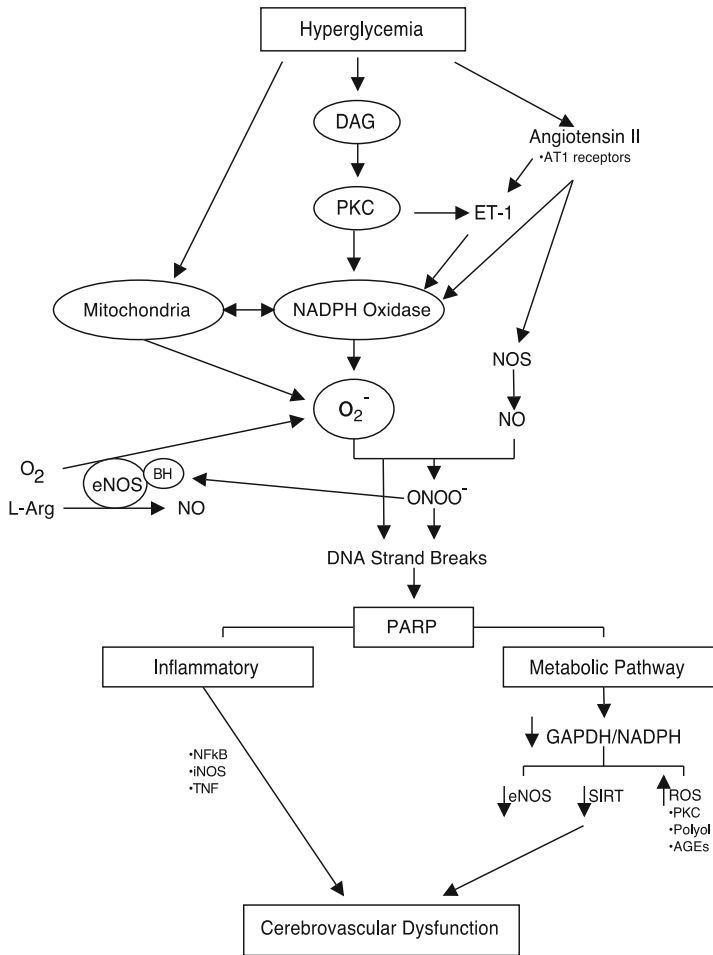 Hyperglycemia
DAG
Angiotensin II
•AT1 receptors
PKC
ET-1
Mitochondria
NADPH Oxidase
NOS
O2-
NO
O2
eNOS
BH
L-Arg
NO
ONOO-
DNA Strand Breaks
PARP
Inflammatory
Metabolic Pathway
GAPDH/NADPH
•NFkB
•iNOS
•TNF
eNOS
SIRT
ROS
•PKC
•Polyol
•AGEs
Cerebrovascular Dysfunction